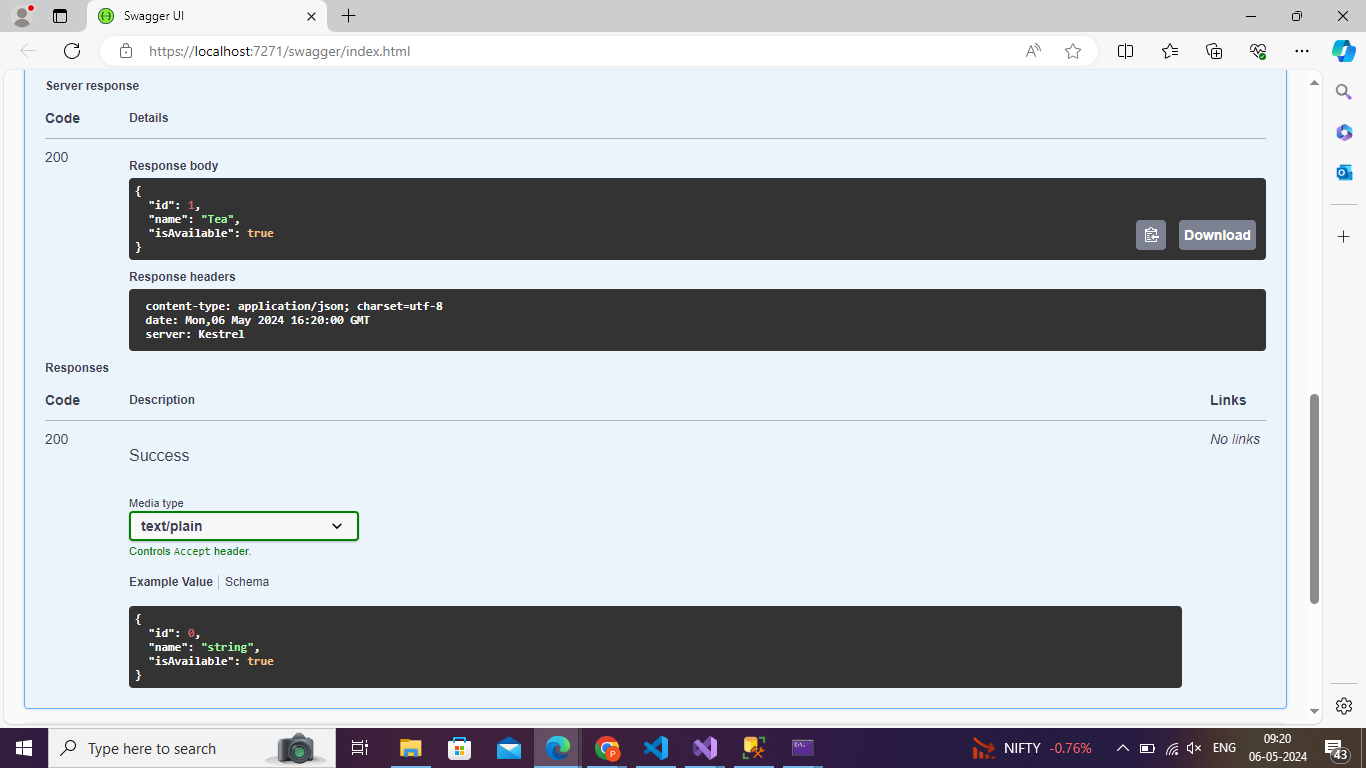 Swagger UI
https://localhost:7271/swagger/index.html
Server response
Code Details
200
Response body
{
"id": 1,
"name": "Tea",
"isAvailable": true
}
Download
Response headers
content-type: application/json; charset=utf-8
date: Mon,06 May 2024 16:20:00 GMT
server: Kestrel
Responses
Code Description Links
200 No links
Success
Media type
text/plain
Controls Accept header.
Example Value Schema
{
"id": 0,
"name": "string",
"isAvailable": true
}
Type here to search
NIFTY -0.76%
ENG
09:20
06-05-2024
43